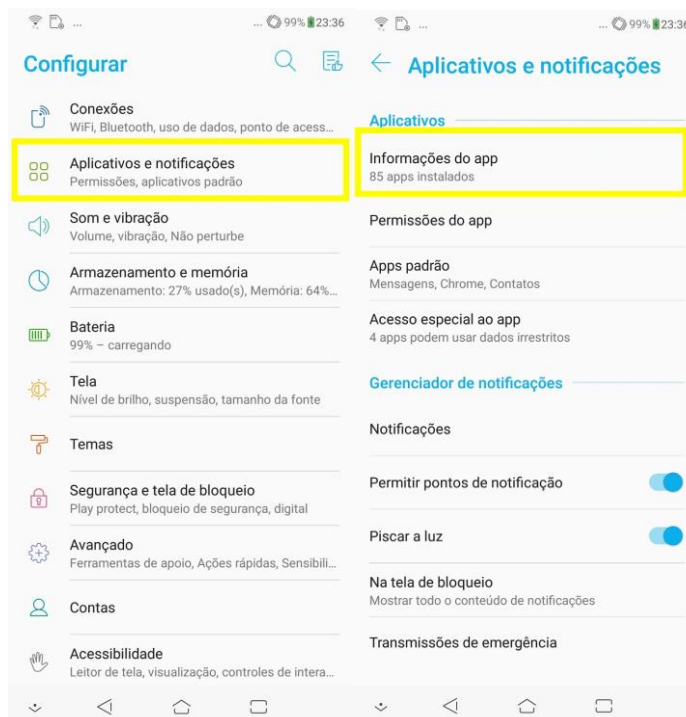 ... 99% 23:36
Configurar
Conexões
WiFi, Bluetooth, uso de dados, ponto de acess...
Aplicativos e notificações
Permissões, aplicativos padrão
Som e vibração
Volume, vibração, Não perturbe
Armazenamento e memória
Armazenamento: 27% usado(s), Memória: 64%...
Bateria
99% – carregando
Tela
Nível de brilho, suspensão, tamanho da fonte
Temas
Segurança e tela de bloqueio
Play protect, bloqueio de segurança, digital
Avançado
Ferramentas de apoio, Ações rápidas, Sensibili...
Contas
Acessibilidade
Leitor de tela, visualização, controles de intera...
... 99% 23:36
Aplicativos e notificações
Aplicativos
Informações do app
85 apps instalados
Permissões do app
Apps padrão
Mensagens, Chrome, Contatos
Acesso especial ao app
4 apps podem usar dados irrestritos
Gerenciador de notificações
Notificações
Permitir pontos de notificação
Piscar a luz
Na tela de bloqueio
Mostrar todo o conteúdo de notificações
Transmissões de emergência